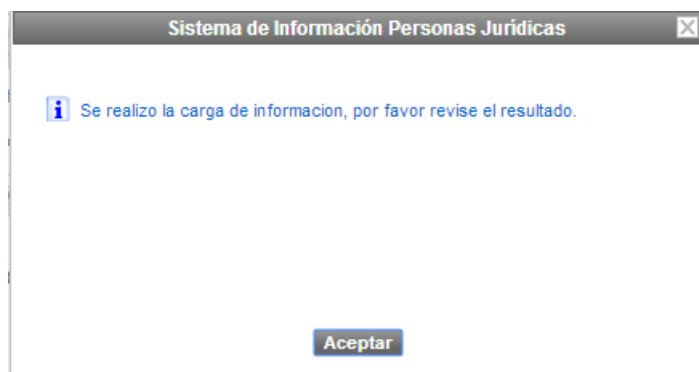 Sistema de Información Personas Jurídicas
Se realizo la carga de informacion, por favor revise el resultado.
Aceptar